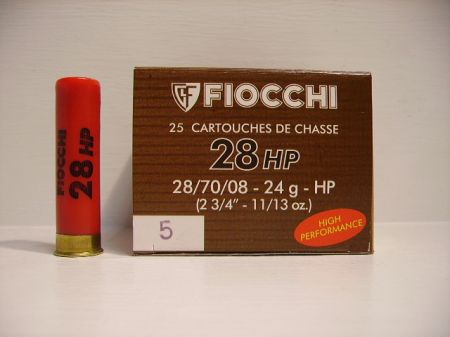 FIOCCHI
28 HP
GF FIOCCHI
25 CARTOUCHES DE CHASSE
28 HP
28/70/08 - 24 g - HP
(2 3/4" - 11/13 oz.)
5
HIGH
PERFORMANCE